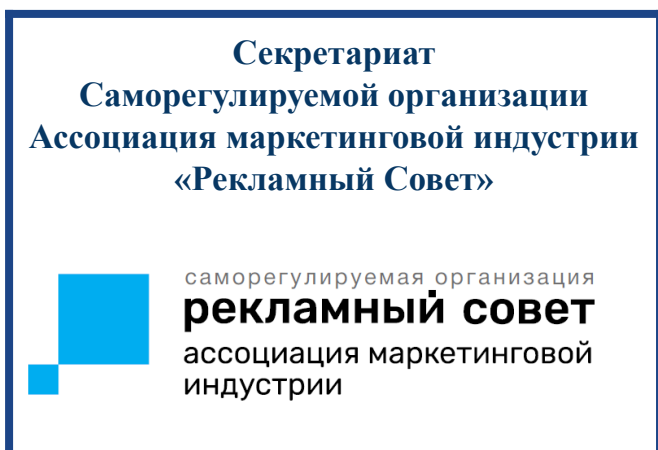 Секретариат
Саморегулируемой организации
Ассоциация маркетинговой индустрии
«Рекламный Совет»
саморегулируемая организация
рекламный совет
ассоциация маркетинговой
индустрии